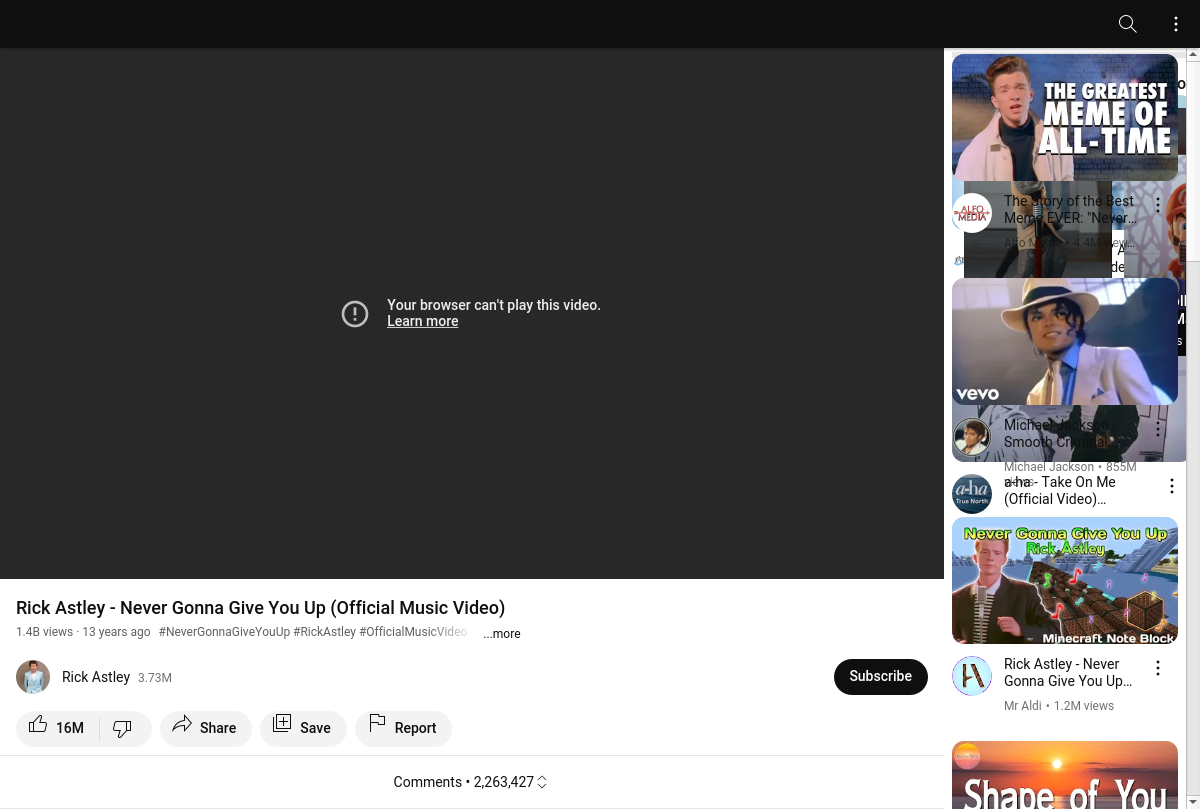 Your browser can't play this video.
Learn more
Rick Astley - Never Gonna Give You Up (Official Music Video)
1.4B views · 13 years ago #NeverGonnaGiveYouUp #RickAstley #OfficialMusicVideo ...more
Rick Astley 3.73M
Subscribe
16M
Share
Save
Report
Comments • 2,263,427
THE GREATEST
MEME OF
ALL-TIME
ALFO
MEDIA
The Story of the Best
Meme EVER: "Never…
vevo
Michael Jackson -
Smooth Criminal
Michael Jackson • 855M
views
a-ha
True North
a-ha - Take On Me
(Official Video)…
Never Gonna Give You Up
Rick Astley
Minecraft Note Block
Rick Astley - Never
Gonna Give You Up…
Mr Aldi • 1.2M views
Shape of You